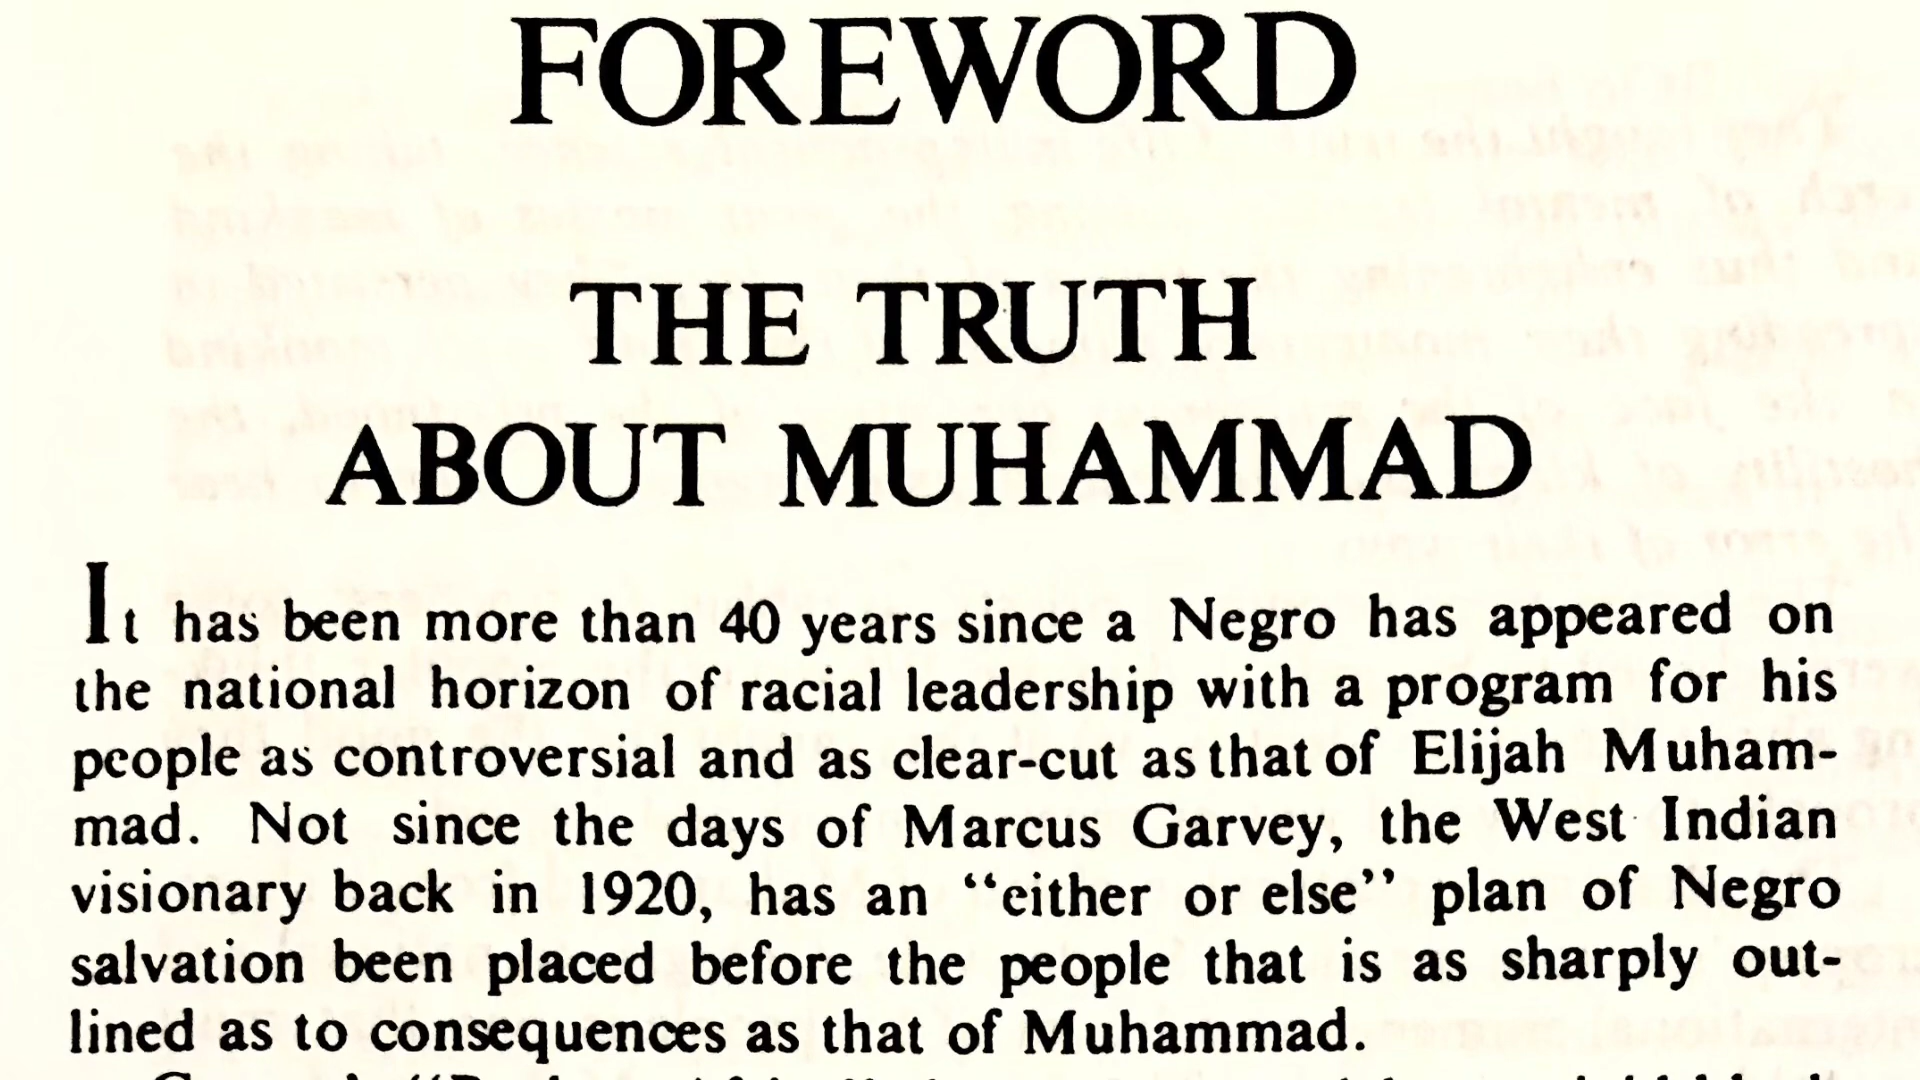 FOREWORD
THE TRUTH
ABOUT MUHAMMAD
It has been more than 40 years since a Negro has appeared on
the national horizon of racial leadership with a program for his
people as controversial and as clear-cut as that of Elijah Muham-
mad. Not since the days of Marcus Garvey, the West Indian
visionary back in 1920, has an “either or else” plan of Negro
salvation been placed before the people that is as sharply out-
lined as to consequences as that of Muhammad.